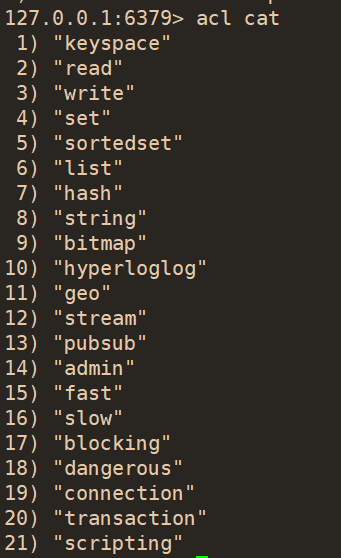 127.0.0.1:6379> acl cat
 1) "keyspace"
 2) "read"
 3) "write"
 4) "set"
 5) "sortedset"
 6) "list"
 7) "hash"
 8) "string"
 9) "bitmap"
10) "hyperloglog"
11) "geo"
12) "stream"
13) "pubsub"
14) "admin"
15) "fast"
16) "slow"
17) "blocking"
18) "dangerous"
19) "connection"
20) "transaction"
21) "scripting"